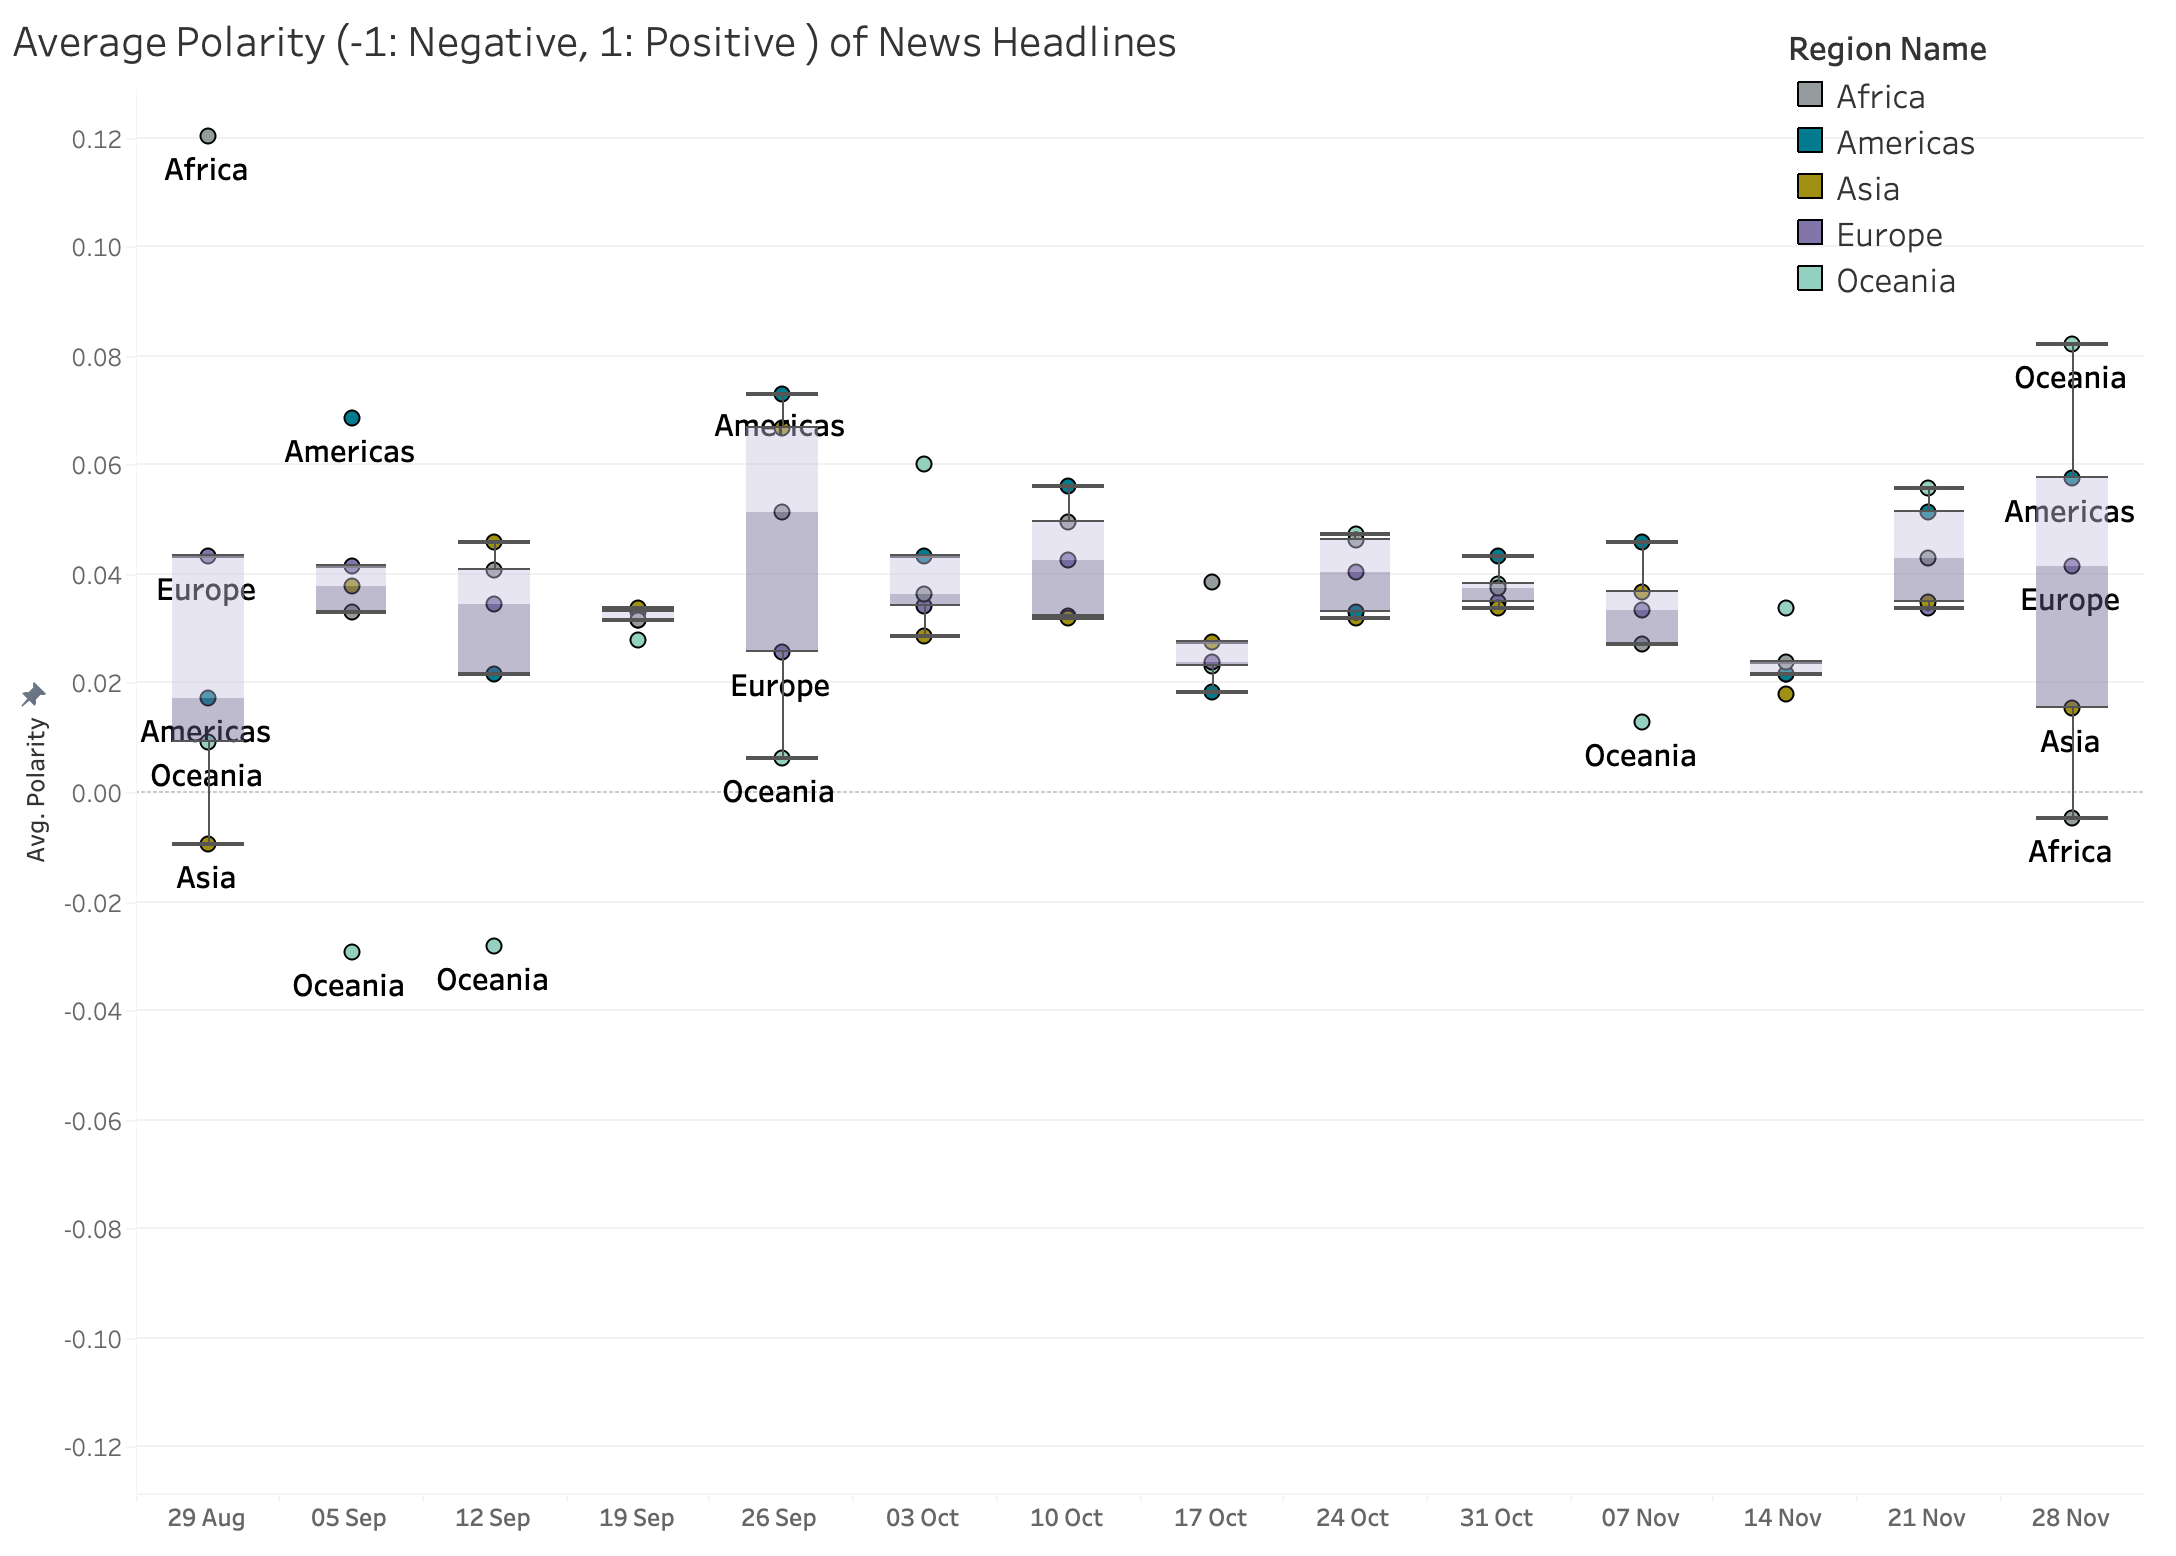 Average Polarity (-1: Negative, 1: Positive ) of News Headlines
Region Name
Africa
Americas
Asia
Europe
Oceania
Avg. Polarity
0.12
0.10
0.08
0.06
0.04
0.02
0.00
-0.02
-0.04
-0.06
-0.08
-0.10
-0.12
Africa
Europe
Americas
Oceania
Asia
Americas
Oceania
Oceania
Americas
Europe
Oceania
Oceania
Oceania
Americas
Europe
Asia
Africa
29 Aug
05 Sep
12 Sep
19 Sep
26 Sep
03 Oct
10 Oct
17 Oct
24 Oct
31 Oct
07 Nov
14 Nov
21 Nov
28 Nov